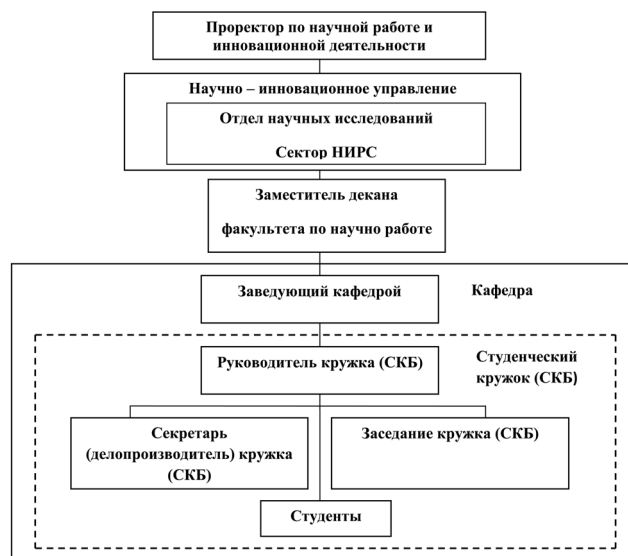 Проректор по научной работе и
инновационной деятельности
Научно – инновационное управление
Отдел научных исследований
Сектор НИРС
Заместитель декана
факультета по научно работе
Заведующий кафедрой
Кафедра
Руководитель кружка (СКБ)
Студенческий
кружок (СКБ)
Секретарь
(делопроизводитель) кружка
(СКБ)
Заседание кружка (СКБ)
Студенты